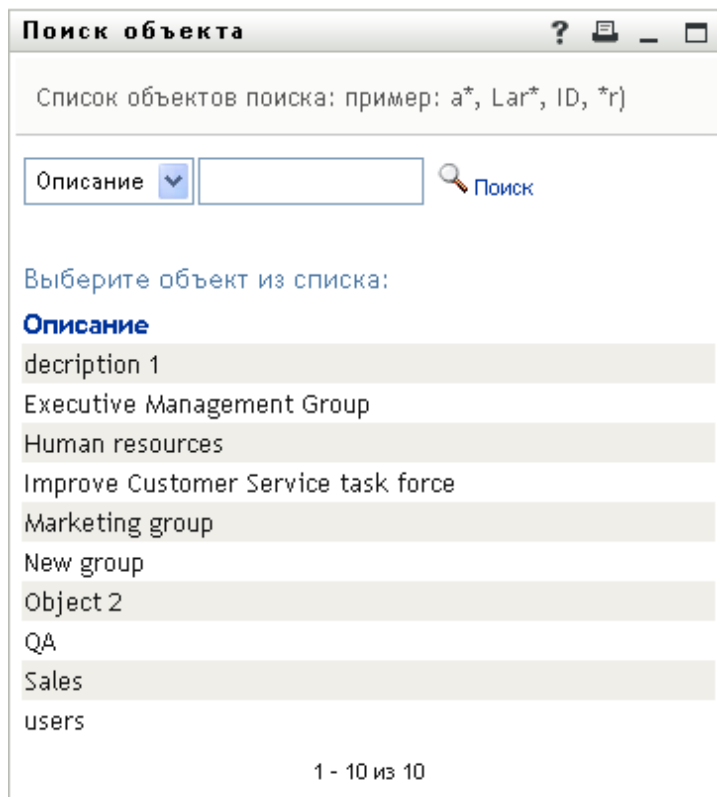 Поиск объекта ?
Список объектов поиска: пример: a*, Lar*, ID, *r)
Описание Поиск
Выберите объект из списка:
Описание
decription 1
Executive Management Group
Human resources
Improve Customer Service task force
Marketing group
New group
Object 2
QA
Sales
users
1 - 10 из 10